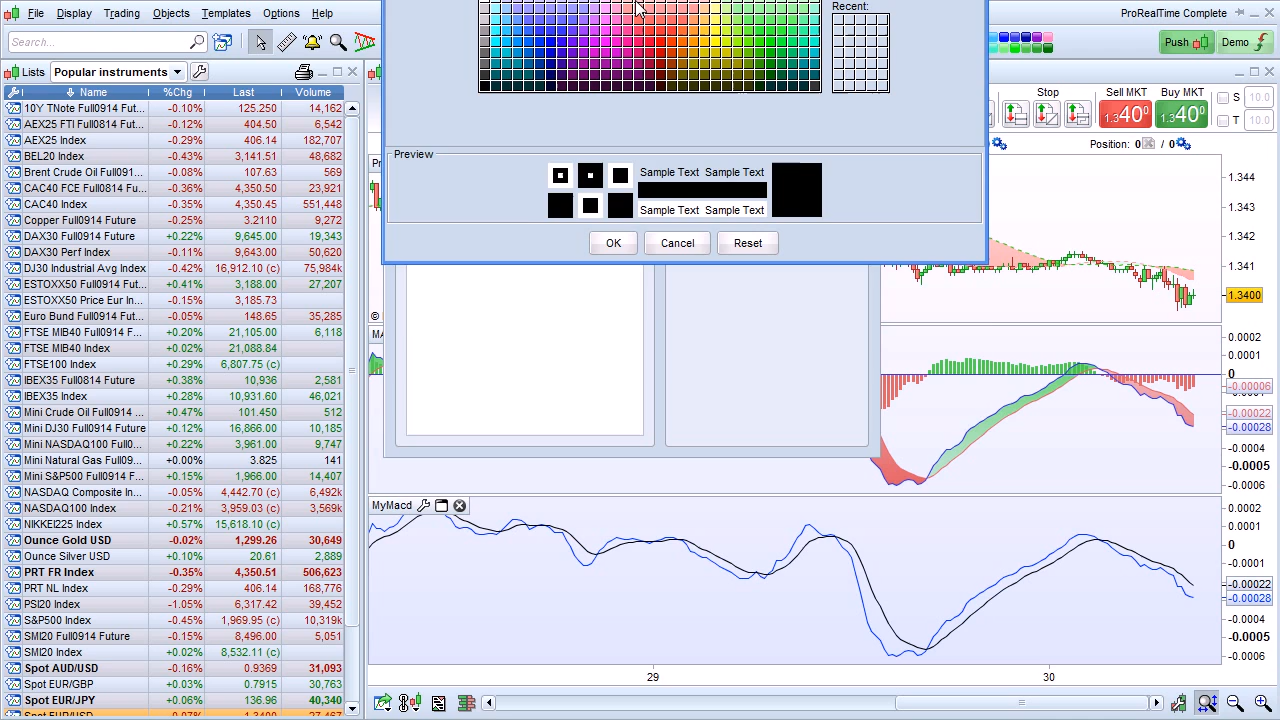 File Display Trading Objects Templates Options Help
ProRealTime Complete
Search...
Push
Demo
Recent:
Lists Popular instruments
Name %Chg Last Volume
10Y TNote Full0914 Fut... -0.10% 125.250 14,162
AEX25 FTI Full0814 Fut... -0.12% 404.50 6,542
AEX25 Index -0.29% 406.14 182,707
BEL20 Index -0.43% 3,141.51 48,682
Brent Crude Oil Full09... -0.08% 107.63 569
CAC40 FCE Full0814 Fu... -0.36% 4,350.50 23,921
CAC40 Index -0.35% 4,350.45 551,448
Copper Full0914 Future -0.25% 3.2110 9,272
DAX30 Full0914 Future +0.22% 9,645.00 19,343
DAX30 Perf Index -0.11% 9,643.00 50,620
DJ30 Industrial Avg Index -0.42% 16,912.10 (c) 75,984k
ESTOXX50 Full0914 Fut... +0.41% 3,188.00 27,207
ESTOXX50 Price Eur In... -0.15% 3,185.73
Euro Bund Full0914 Fut... -0.05% 148.65 35,285
FTSE MIB40 Full0914 F... +0.20% 21,105.00 6,118
FTSE MIB40 Index +0.02% 21,088.84
FTSE100 Index +0.29% 6,807.75 (c)
IBEX35 Full0814 Future +0.38% 10,936 2,581
IBEX35 Index +0.28% 10,931.60 46,021
Mini Crude Oil Full0914 ... +0.47% 101.450 512
Mini DJ30 Full0914 Future +0.12% 16,866.00 10,185
Mini NASDAQ100 Full0... +0.22% 3,961.00 9,747
Mini Natural Gas Full09... +0.00% 3.825 141
Mini S&P500 Full0914 F... +0.15% 1,966.00 14,407
NASDAQ Composite In... -0.05% 4,442.70 (c) 6,492k
NASDAQ100 Index -0.21% 3,959.03 (c) 3,569k
NIKKEI225 Index +0.57% 15,618.10 (c)
Ounce Gold USD -0.02% 1,299.26 30,649
Ounce Silver USD +0.10% 20.61 2,889
PRT FR Index -0.35% 4,350.51 506,623
PRT NL Index -0.29% 406.14 168,776
PSI20 Index -1.05% 6,317.42 39,452
S&P500 Index -0.45% 1,969.95 (c) 10,319k
SMI20 Full0914 Future -0.15% 8,496.00 5,051
SMI20 Index +0.02% 8,532.11 (c)
Spot AUD/USD -0.16% 0.9369 31,093
Spot EUR/GBP +0.03% 0.7915 30,763
Spot EUR/JPY +0.06% 136.96 40,340
Spot EUR/USD -0.07% 1.3400 27,467
Preview
Sample Text Sample Text
Sample Text Sample Text
OK Cancel Reset
Stop Sell MKT Buy MKT
1.3400 1.3400
S 10.0
T 10.0
Position: 0 / 0
Pr
1.344
1.343
1.342
1.341
1.3400
©
MA
0.0002
0.0001
0
-0.00006
-0.0001
-0.00022
-0.00028
-0.0004
-0.0005
-0.0006
MyMacd
0.0002
0.0001
0
-0.0001
-0.00022
-0.00028
-0.0004
-0.0005
-0.0006
29 30